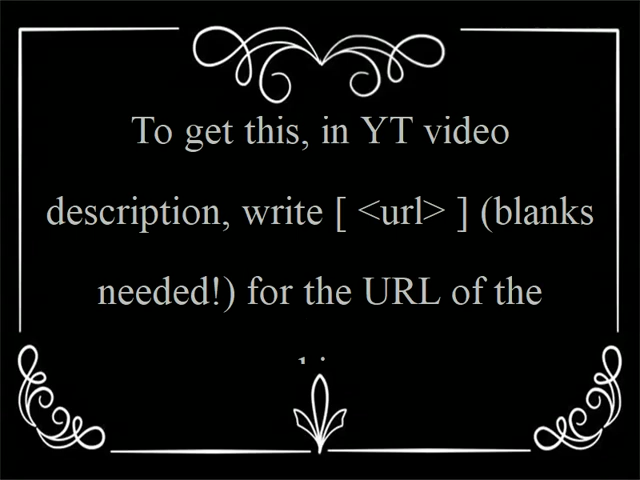 To get this, in YT video
description, write [ <url> ] (blanks
needed!) for the URL of the